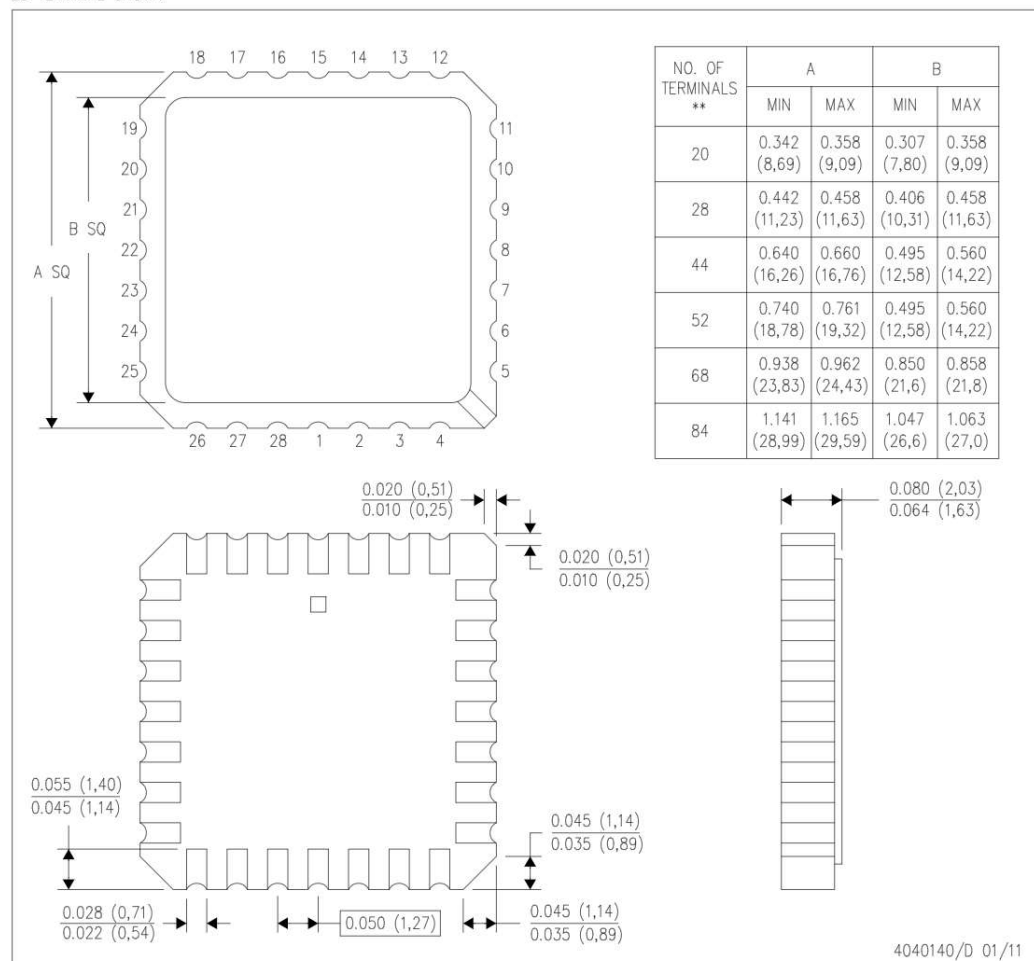 18 17 16 15 14 13 12
19
20
21
22
23
24
25
11
10
9
8
7
6
5
26 27 28 1 2 3 4
B SQ
A SQ
NO. OF TERMINALS ** A B
MIN MAX MIN MAX
20 0.342 (8,69) 0.358 (9,09) 0.307 (7,80) 0.358 (9,09)
28 0.442 (11,23) 0.458 (11,63) 0.406 (10,31) 0.458 (11,63)
44 0.640 (16,26) 0.660 (16,76) 0.495 (12,58) 0.560 (14,22)
52 0.740 (18,78) 0.761 (19,32) 0.495 (12,58) 0.560 (14,22)
68 0.938 (23,83) 0.962 (24,43) 0.850 (21,6) 0.858 (21,8)
84 1.141 (28,99) 1.165 (29,59) 1.047 (26,6) 1.063 (27,0)
0.020 (0,51)
0.010 (0,25)
0.020 (0,51)
0.010 (0,25)
0.080 (2,03)
0.064 (1,63)
0.055 (1,40)
0.045 (1,14)
0.045 (1,14)
0.035 (0,89)
0.028 (0,71)
0.022 (0,54)
0.050 (1,27)
0.045 (1,14)
0.035 (0,89)
4040140/D 01/11